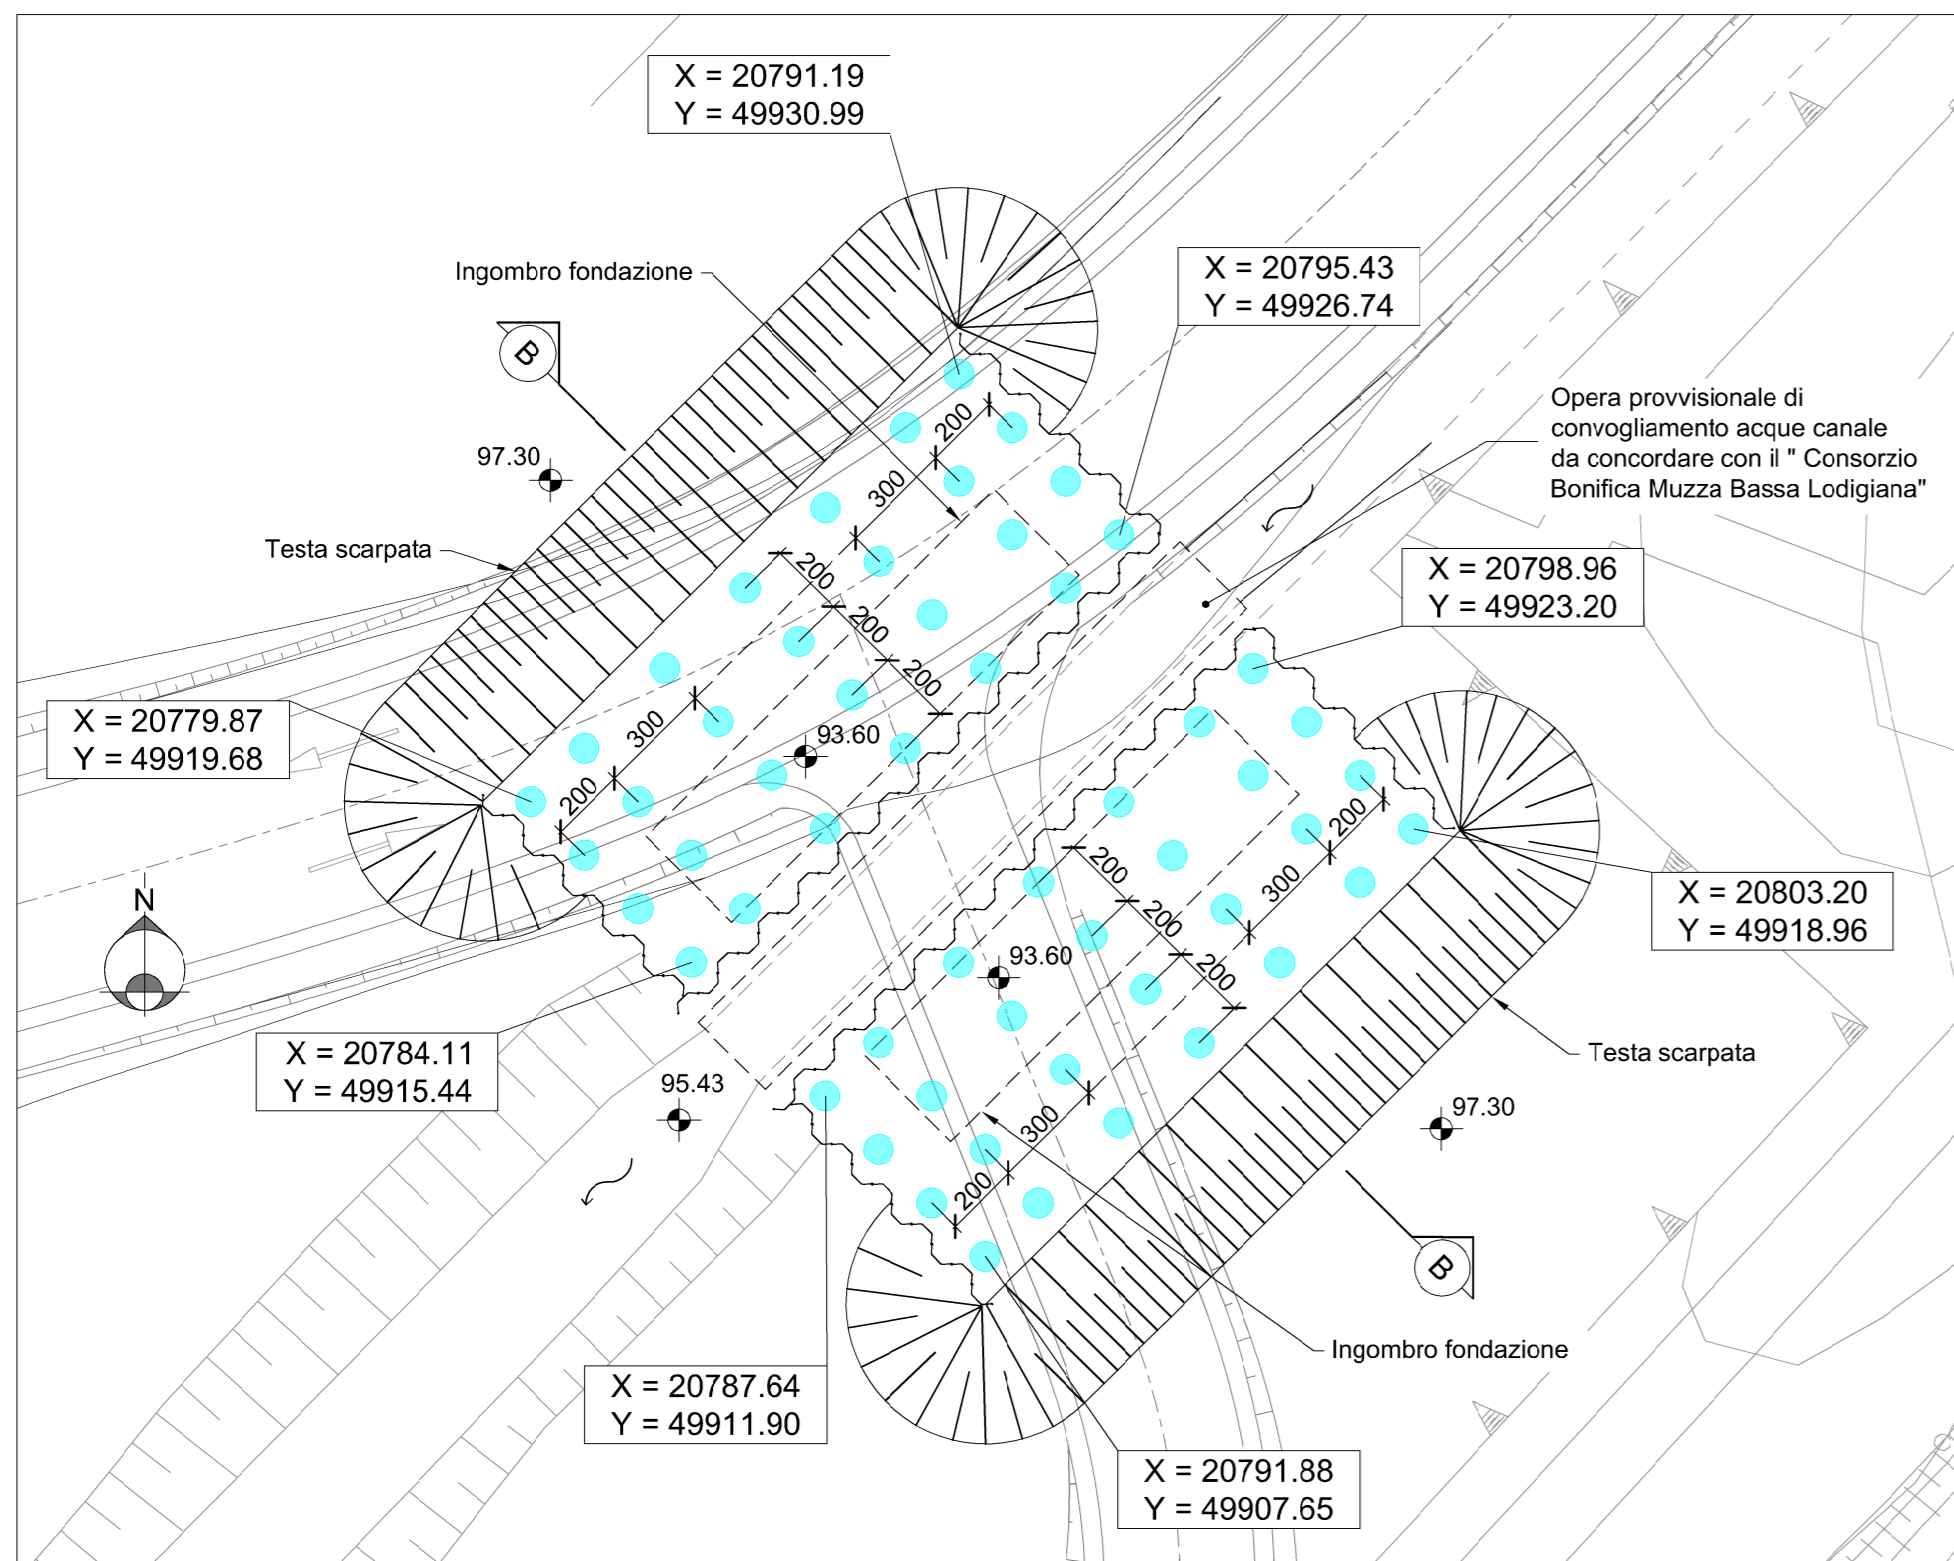 X = 20791.19
Y = 49930.99
Ingombro fondazione
X = 20795.43
Y = 49926.74
B
Opera provvisionale di
convogliamento acque canale
da concordare con il " Consorzio
Bonifica Muzza Bassa Lodigiana"
97.30
200
300
Testa scarpata
200
200
200
X = 20798.96
Y = 49923.20
X = 20779.87
Y = 49919.68
300
93.60
200
200
300
200
200
200
X = 20803.20
Y = 49918.96
N
93.60
X = 20784.11
Y = 49915.44
Testa scarpata
95.43
97.30
300
200
B
Ingombro fondazione
X = 20787.64
Y = 49911.90
X = 20791.88
Y = 49907.65